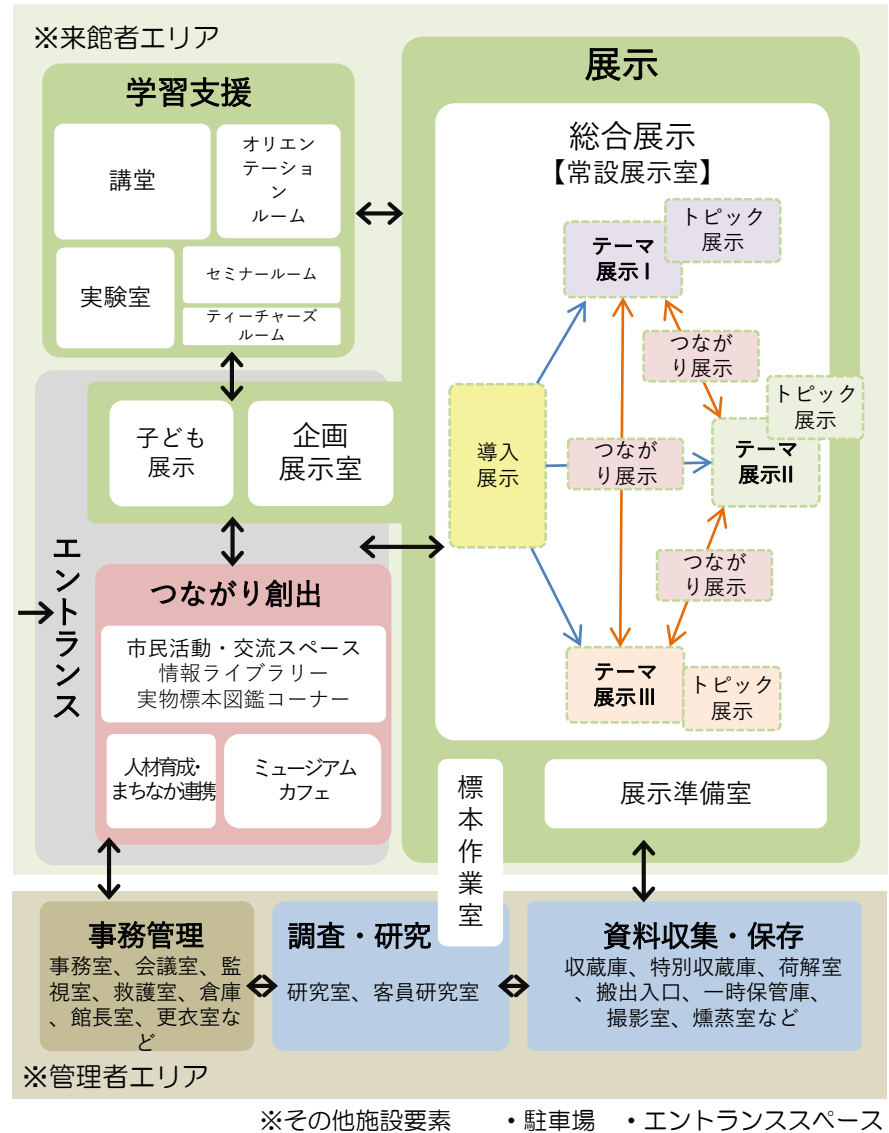 ※来館者エリア
学習支援
講堂
オリエン
テーショ
ン
ルーム
実験室
セミナールーム
ティーチャーズ
ルーム
展示
総合展示
【常設展示室】
トピック
展示
テーマ
展示Ⅰ
つなが
り展示
トピック
展示
テーマ
展示II
導入
展示
つなが
り展示
つなが
り展示
テーマ
展示Ⅲ
トピック
展示
子ども
展示
企画
展示室
エントランス
つながり創出
市民活動・交流スペース
情報ライブラリー
実物標本図鑑コーナー
人材育成・
まちなか連携
ミュージアム
カフェ
標本作業室
展示準備室
事務管理
事務室、会議室、監
視室、救護室、倉庫
、館長室、更衣室な
ど
調査・研究
研究室、客員研究室
資料収集・保存
収蔵庫、特別収蔵庫、荷解室
、搬出入口、一時保管庫、
撮影室、燻蒸室など
※管理者エリア
※その他施設要素　・駐車場　・エントランススペース